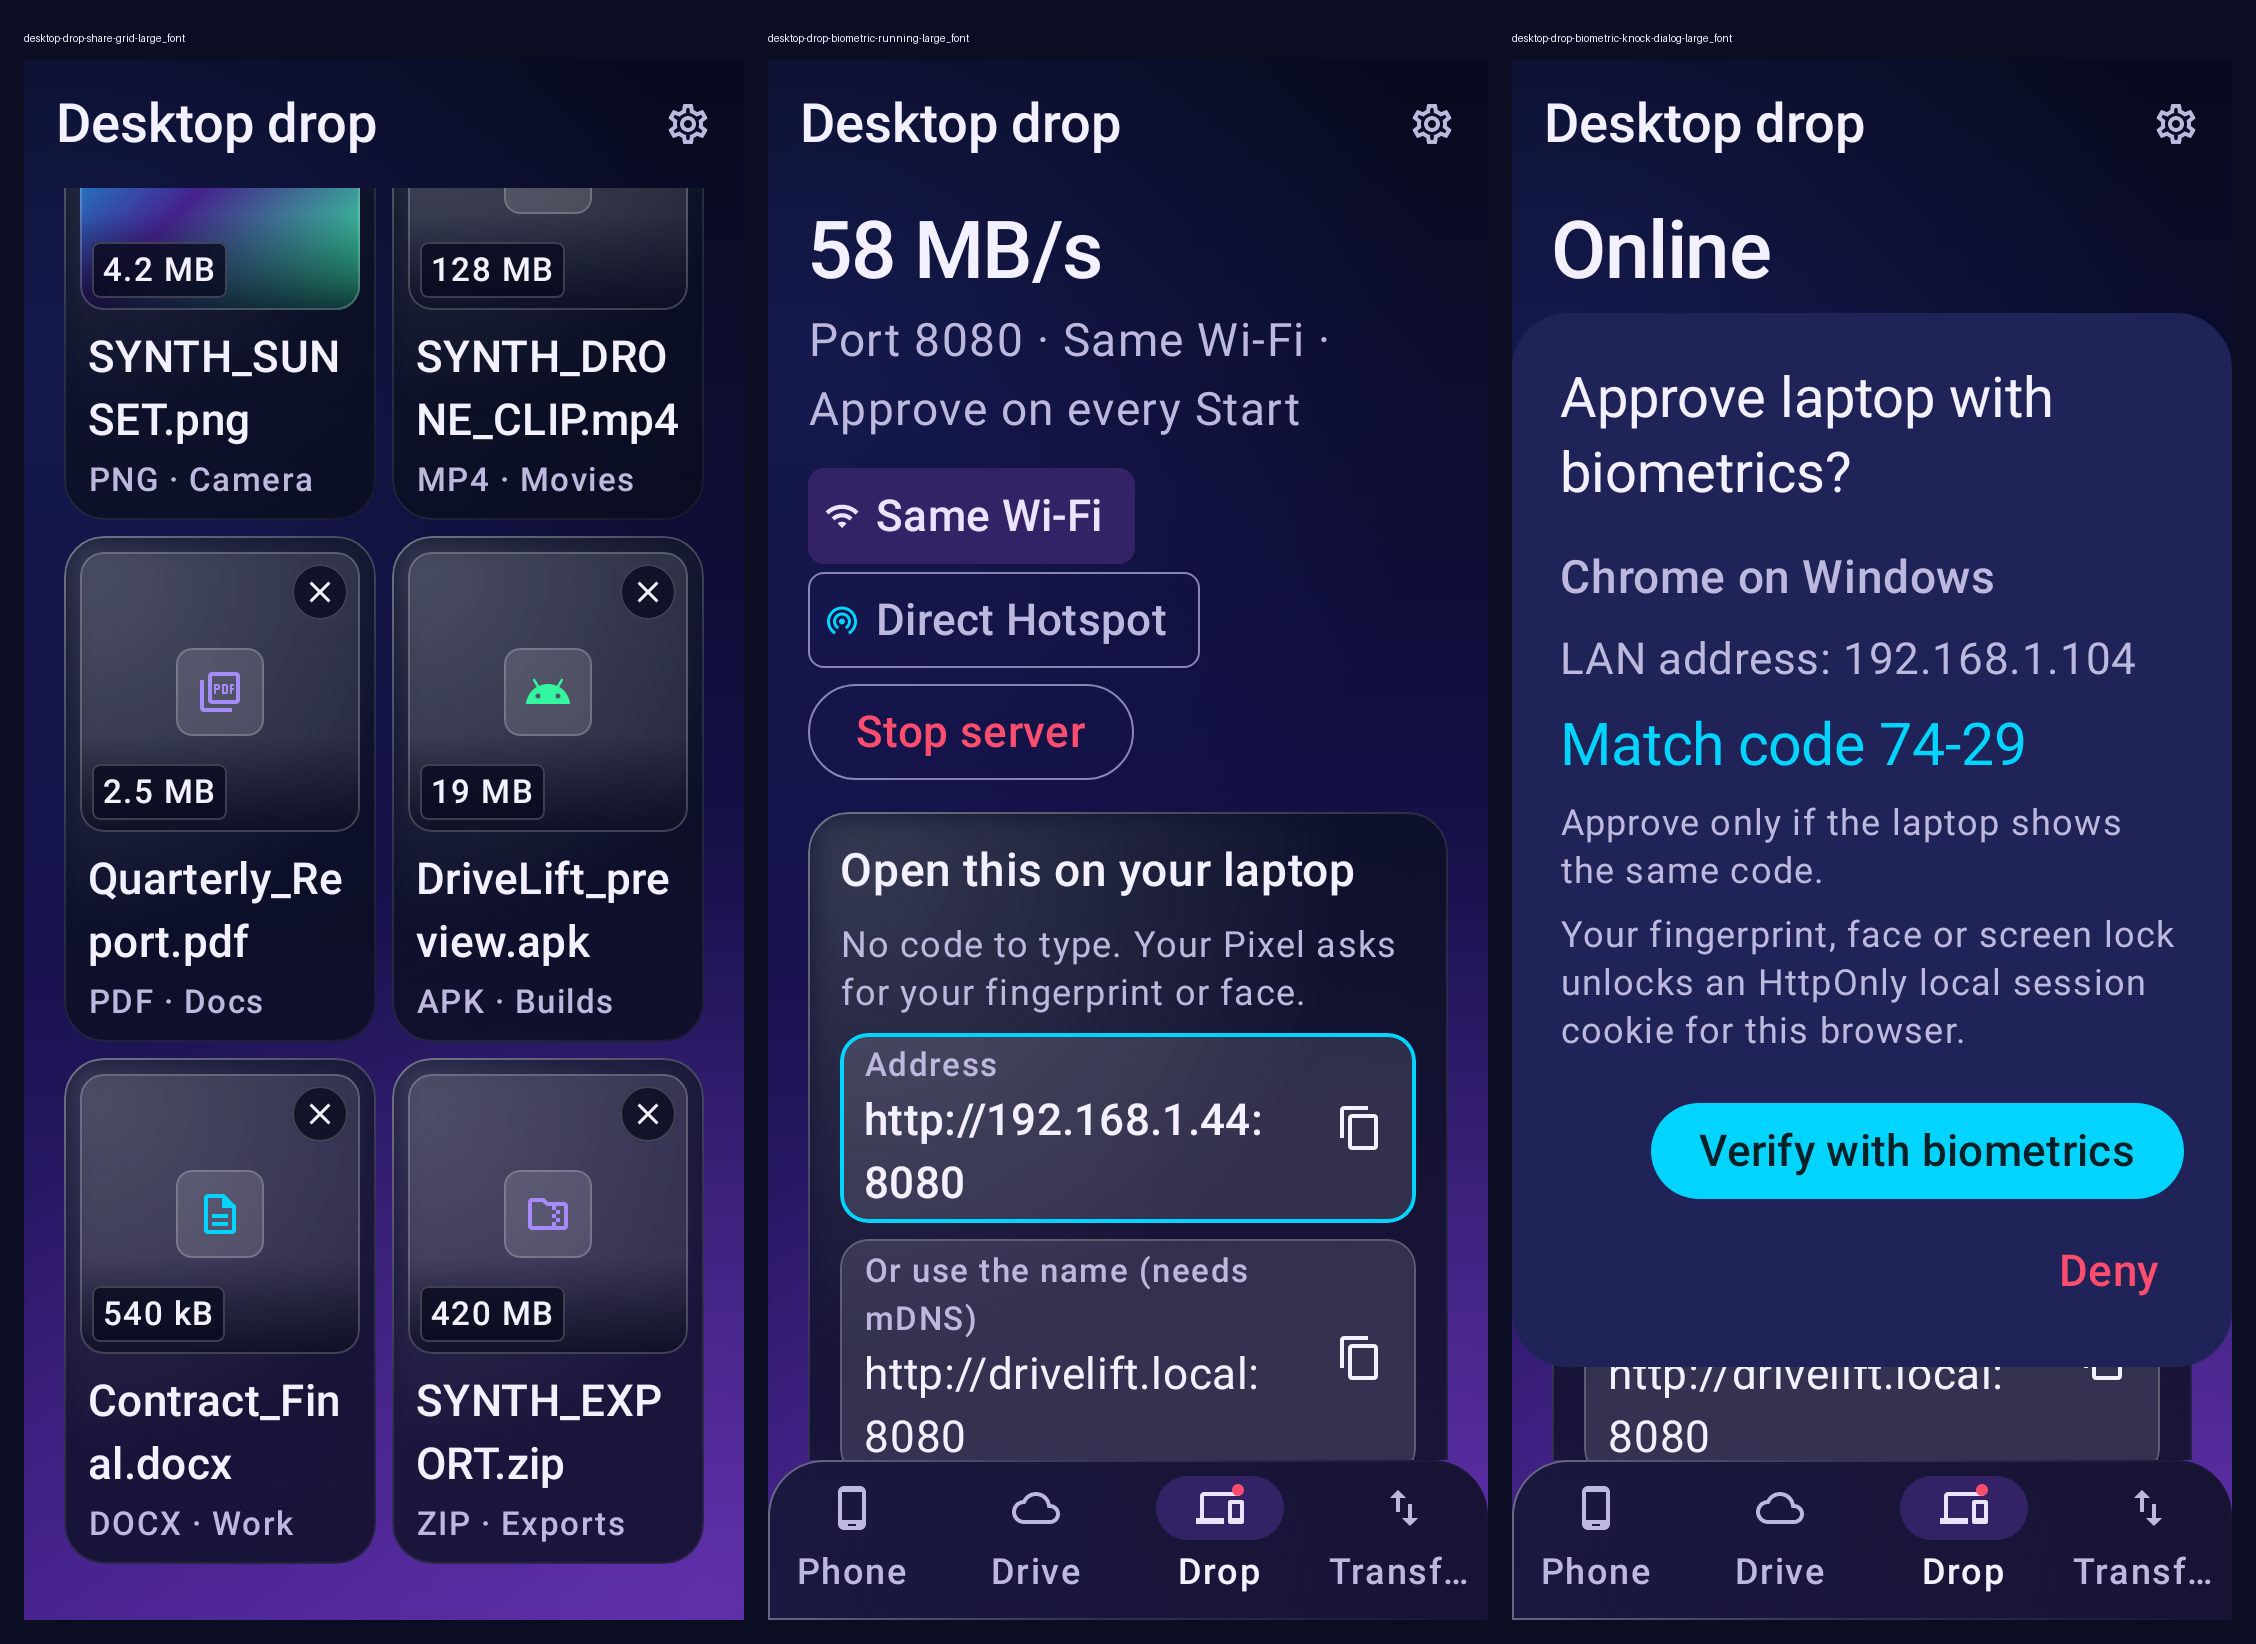 desktop-drop-share-grid-large_font
Desktop drop
4.2 MB
128 MB
SYNTH_SUN
SET.png
PNG · Camera
SYNTH_DRO
NE_CLIP.mp4
MP4 · Movies
2.5 MB
19 MB
PDF
Quarterly_Re
port.pdf
PDF · Docs
DriveLift_pre
view.apk
APK · Builds
540 kB
420 MB
Contract_Fin
al.docx
DOCX · Work
SYNTH_EXP
ORT.zip
ZIP · Exports
desktop-drop-biometric-running-large_font
Desktop drop
58 MB/s
Port 8080 · Same Wi-Fi ·
Approve on every Start
Same Wi-Fi
Direct Hotspot
Stop server
Open this on your laptop
No code to type. Your Pixel asks
for your fingerprint or face.
Address
http://192.168.1.44:
8080
Or use the name (needs
mDNS)
http://drivelift.local:
8080
Phone
Drive
Drop
Transf…
desktop-drop-biometric-knock-dialog-large_font
Desktop drop
Online
Approve laptop with
biometrics?
Chrome on Windows
LAN address: 192.168.1.104
Match code 74-29
Approve only if the laptop shows
the same code.
Your fingerprint, face or screen lock
unlocks an HttpOnly local session
cookie for this browser.
Verify with biometrics
Deny
http://drivelift.local:
8080
Phone
Drive
Drop
Transf…